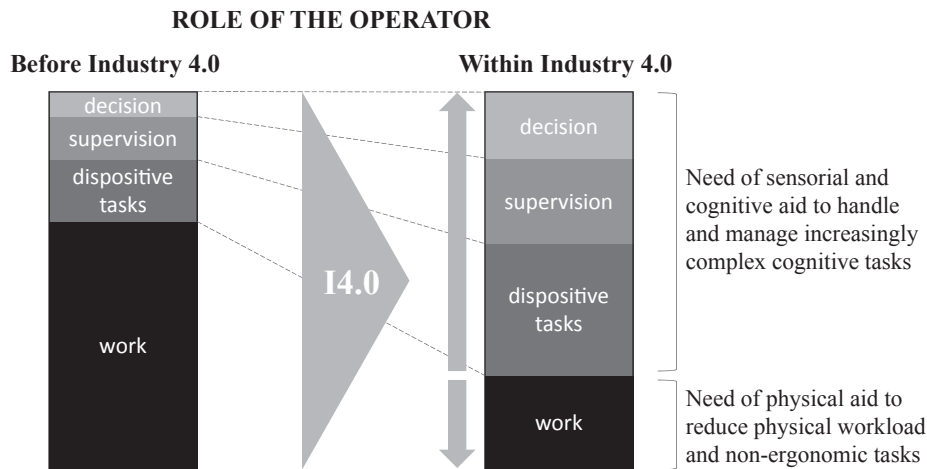 ROLE OF THE OPERATOR
Before Industry 4.0
Within Industry 4.0
decision
supervision
dispositive
tasks
work
I4.0
decision
supervision
dispositive
tasks
work
Need of sensorial and
cognitive aid to handle
and manage increasingly
complex cognitive tasks
Need of physical aid to
reduce physical workload
and non-ergonomic tasks